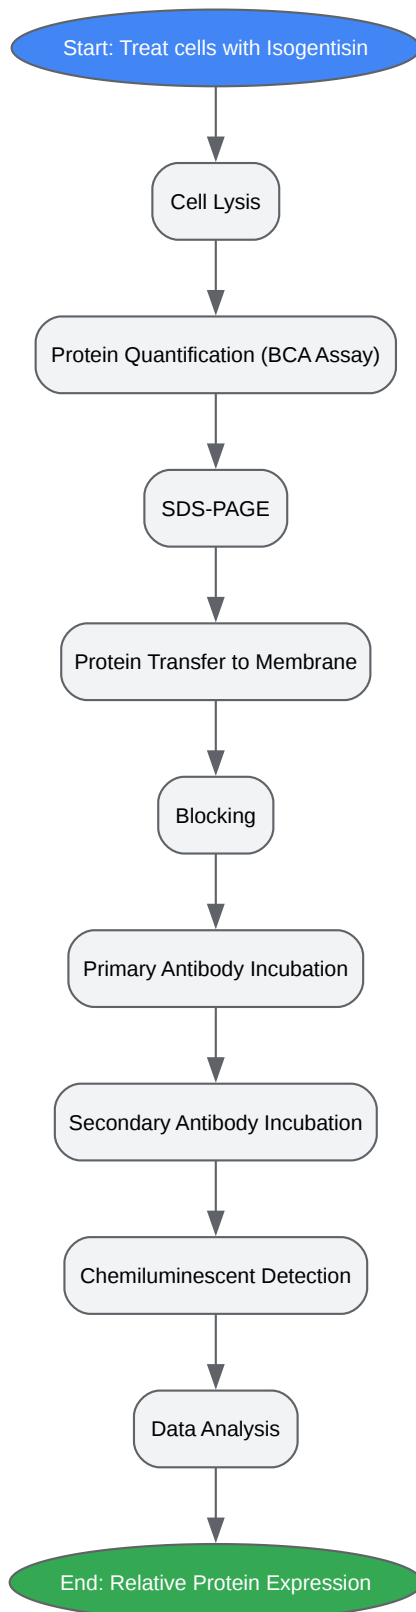 Start: Treat cells with Isogentisin
Cell Lysis
Protein Quantification (BCA Assay)
SDS-PAGE
Protein Transfer to Membrane
Blocking
Primary Antibody Incubation
Secondary Antibody Incubation
Chemiluminescent Detection
Data Analysis
End: Relative Protein Expression